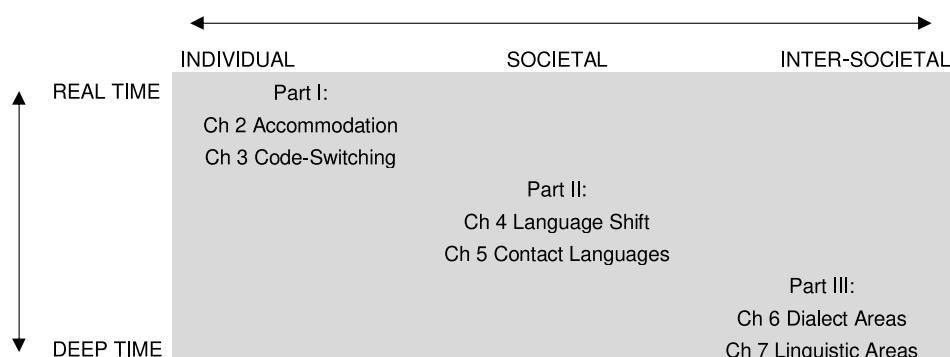 INDIVIDUAL SOCIETAL INTER-SOCIETAL
REAL TIME Part I:
Ch 2 Accommodation
Ch 3 Code-Switching
Part II:
Ch 4 Language Shift
Ch 5 Contact Languages
Part III:
Ch 6 Dialect Areas
DEEP TIME Ch 7 Linguistic Areas